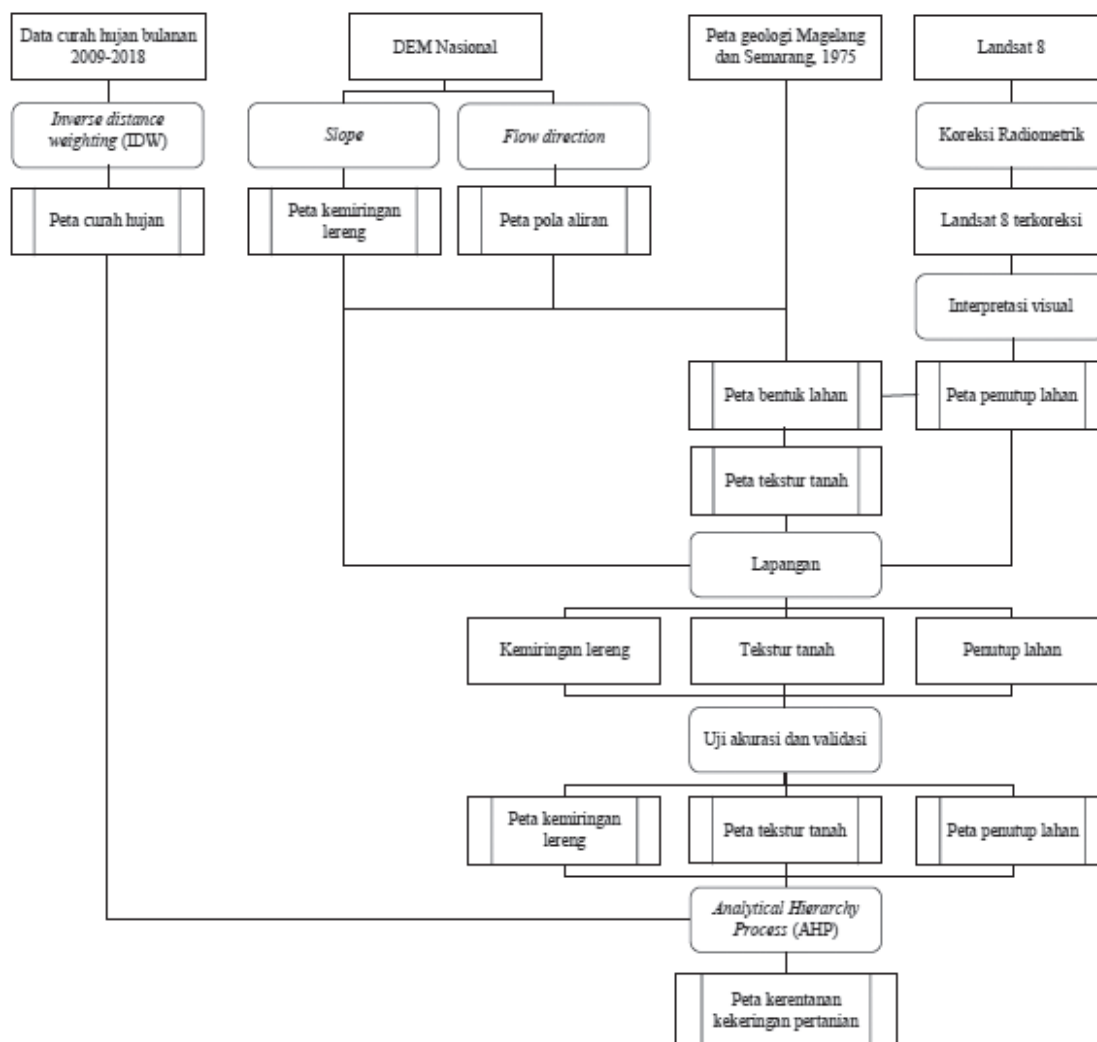 Data curah hujan bulanan
2009-2018
DEM Nasional
Peta geologi Magelang
dan Semarang, 1975
Landsat 8
Inverse distance
weighting (IDW)
Slope
Flow direction
Koreksi Radiometrik
Peta curah hujan
Peta kemiringan
lereng
Peta pola aliran
Landsat 8 terkoreksi
Interpretasi visual
Peta bentuk lahan
Peta penutup lahan
Peta tekstur tanah
Lapangan
Kemiringan lereng
Tekstur tanah
Penutup lahan
Uji akurasi dan validasi
Peta kemiringan
lereng
Peta tekstur tanah
Peta penutup lahan
Analytical Hierarchy
Process (AHP)
Peta kerentanan
kekeringan pertanian